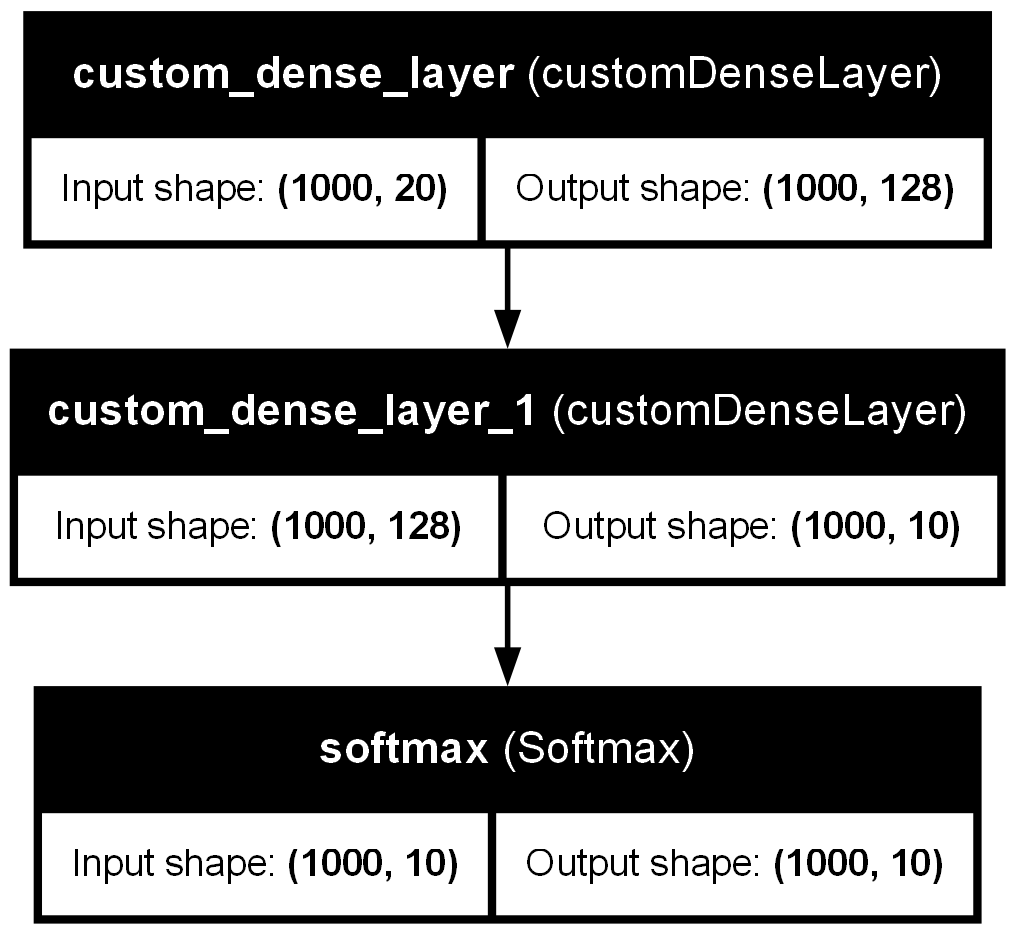 custom_dense_layer (customDenseLayer)
Input shape: (1000, 20) Output shape: (1000, 128)
custom_dense_layer_1 (customDenseLayer)
Input shape: (1000, 128) Output shape: (1000, 10)
softmax (Softmax)
Input shape: (1000, 10) Output shape: (1000, 10)